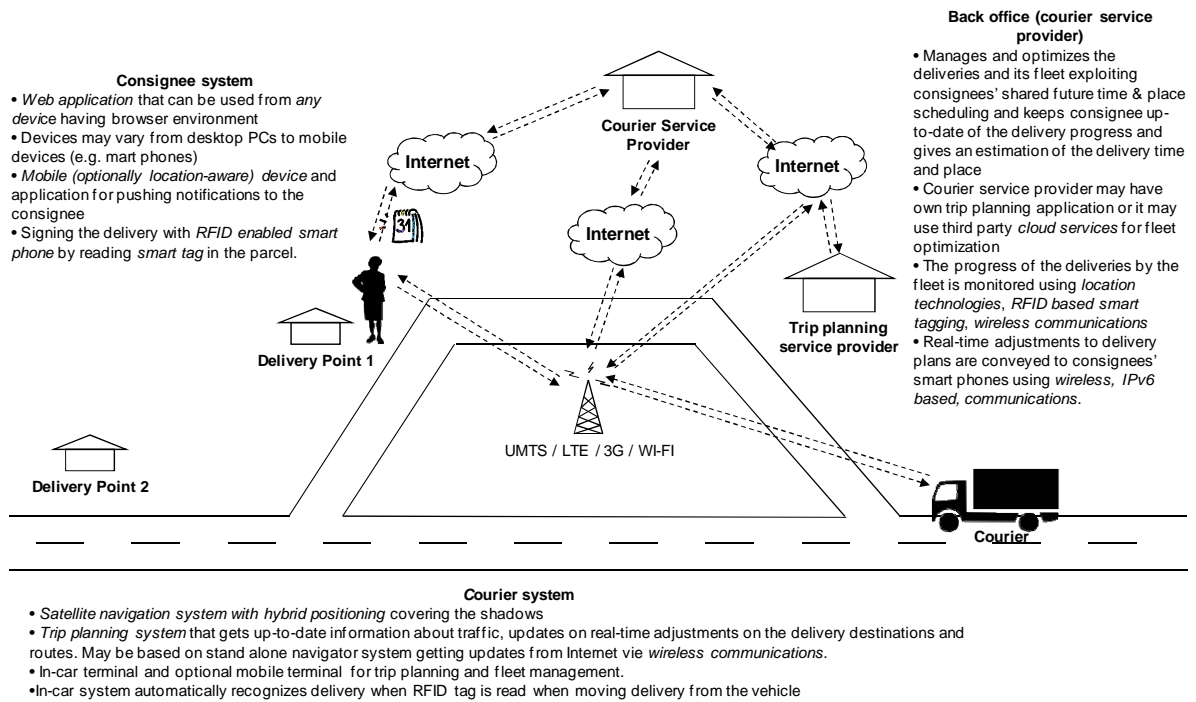 Consignee system
• Web application that can be used from any
device having browser environment
• Devices may vary from desktop PCs to mobile
devices (e.g. mart phones)
• Mobile (optionally location-aware) device and
application for pushing notifications to the
consignee
• Signing the delivery with RFID enabled smart
phone by reading smart tag in the parcel.
Back office (courier service
provider)
• Manages and optimizes the
deliveries and its fleet exploiting
consignees' shared future time & place
scheduling and keeps consignee up-
to-date of the delivery progress and
gives an estimation of the delivery time
and place
• Courier service provider may have
own trip planning application or it may
use third party cloud services for fleet
optimization
• The progress of the deliveries by the
fleet is monitored using location
technologies, RFID based smart
tagging, wireless communications
• Real-time adjustments to delivery
plans are conveyed to consignees'
smart phones using wireless, IPv6
based, communications.
Courier Service
Provider
Internet
Internet
Internet
31
Trip planning
service provider
Delivery Point 1
UMTS / LTE / 3G / WI-FI
Delivery Point 2
Courier
Courier system
• Satellite navigation system with hybrid positioning covering the shadows
• Trip planning system that gets up-to-date information about traffic, updates on real-time adjustments on the delivery destinations and
routes. May be based on stand alone navigator system getting updates from Internet vie wireless communications.
• In-car terminal and optional mobile terminal for trip planning and fleet management.
•In-car system automatically recognizes delivery when RFID tag is read when moving delivery from the vehicle